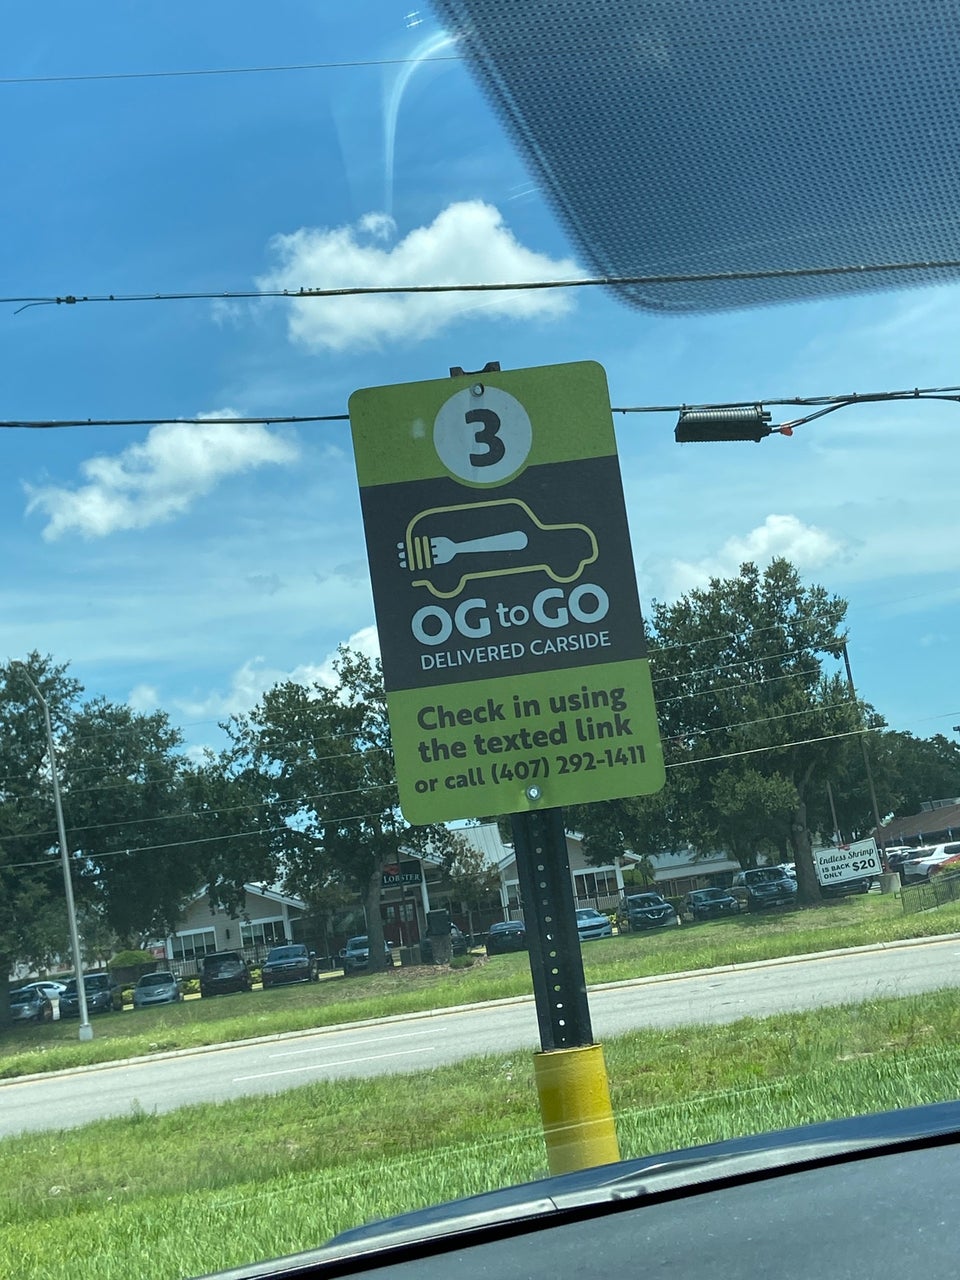 3
OG to GO
DELIVERED CARSIDE
Check in using
the texted link
or call (407) 292-1411
LOBSTER
Endless Shrimp
IS BACK $20
ONLY